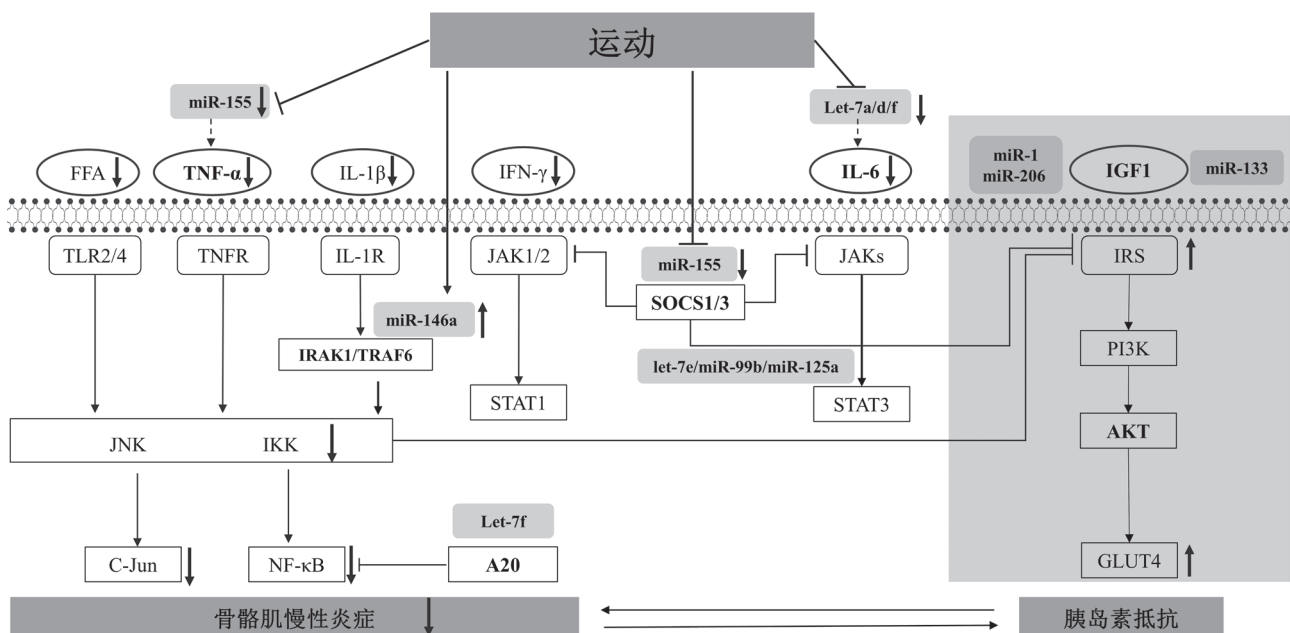 运动
miR-155
Let-7a/d/f
FFA
TNF-α
IL-1β
IFN-γ
IL-6
miR-1
miR-206
IGF1
miR-133
TLR2/4
TNFR
IL-1R
JAK1/2
miR-155
JAKs
IRS
miR-146a
SOCS1/3
IRAK1/TRAF6
PI3K
let-7e/miR-99b/miR-125a
STAT1
STAT3
JNK
IKK
AKT
Let-7f
C-Jun
NF-κB
A20
GLUT4
骨骼肌慢性炎症
胰岛素抵抗